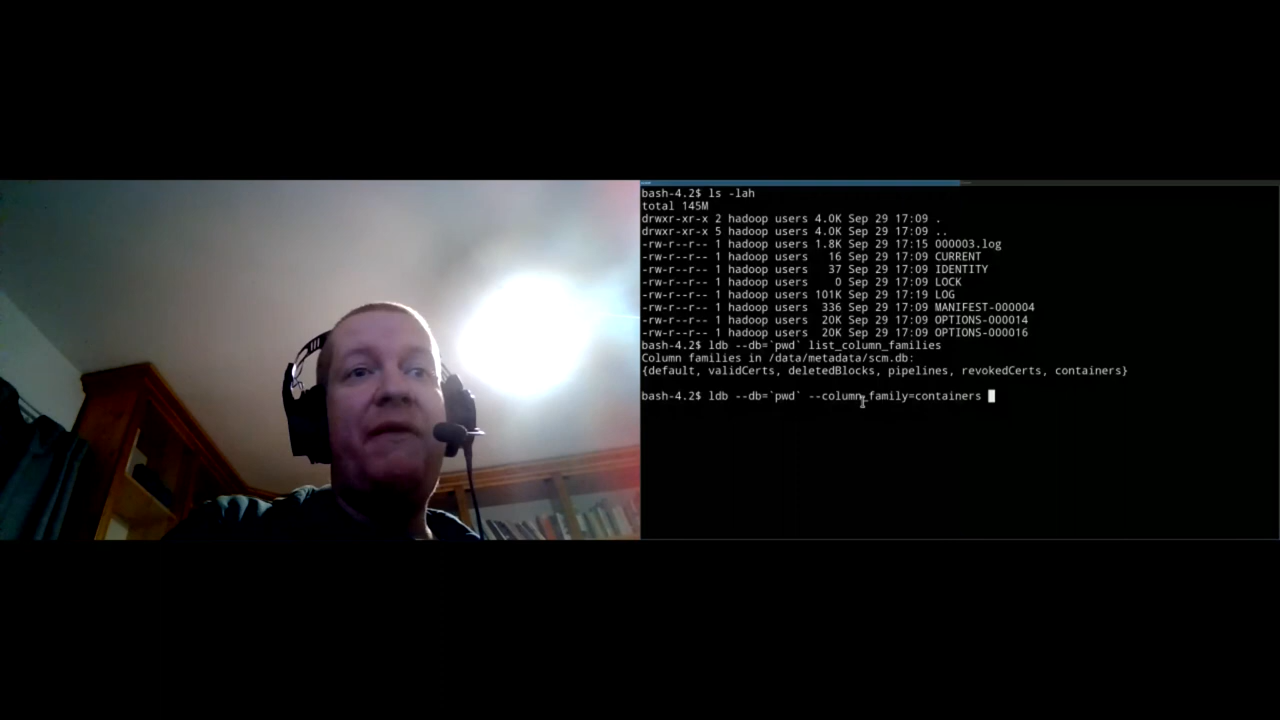 bash-4.2$ ls -lah
total 145M
drwxr-xr-x 2 hadoop users 4.0K Sep 29 17:09 .
drwxr-xr-x 5 hadoop users 4.0K Sep 29 17:09 ..
-rw-r--r-- 1 hadoop users 1.8K Sep 29 17:15 000003.log
-rw-r--r-- 1 hadoop users   16 Sep 29 17:09 CURRENT
-rw-r--r-- 1 hadoop users   37 Sep 29 17:09 IDENTITY
-rw-r--r-- 1 hadoop users    0 Sep 29 17:09 LOCK
-rw-r--r-- 1 hadoop users 101K Sep 29 17:19 LOG
-rw-r--r-- 1 hadoop users  336 Sep 29 17:09 MANIFEST-000004
-rw-r--r-- 1 hadoop users  20K Sep 29 17:09 OPTIONS-000014
-rw-r--r-- 1 hadoop users  20K Sep 29 17:09 OPTIONS-000016
bash-4.2$ ldb --db=`pwd` list_column_families
Column families in /data/metadata/scm.db:
{default, validCerts, deletedBlocks, pipelines, revokedCerts, containers}
bash-4.2$ ldb --db=`pwd` --column_family=containers